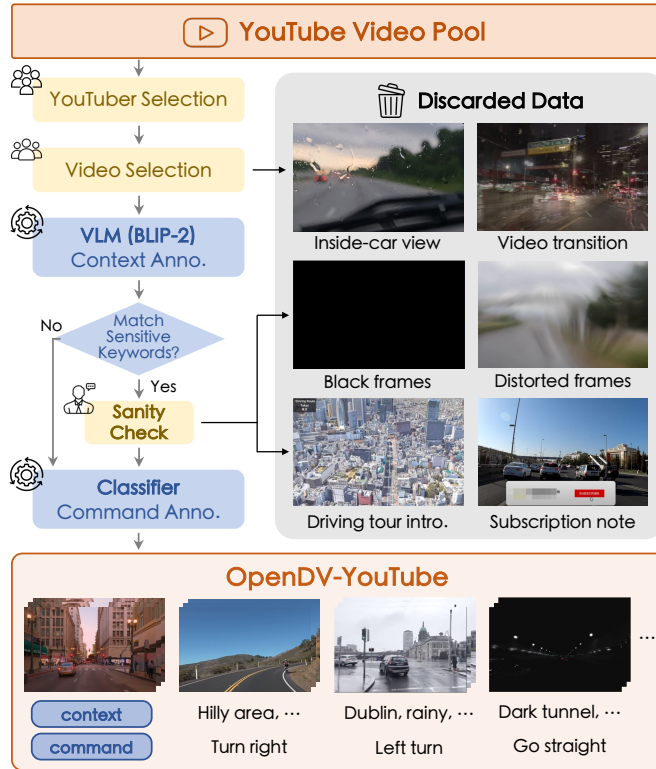 YouTube Video Pool
YouTuber Selection
Video Selection
VLM (BLIP-2)
Context Anno.
Match
Sensitive
Keywords?
No
Yes
Sanity
Check
Classifier
Command Anno.
Discarded Data
Inside-car view
Video transition
Black frames
Distorted frames
Driving tour intro.
Subscription note
SUBSCRIBE
OpenDV-YouTube
context
Hilly area, ...
Dublin, rainy, ...
Dark tunnel, ...
...
command
Turn right
Left turn
Go straight